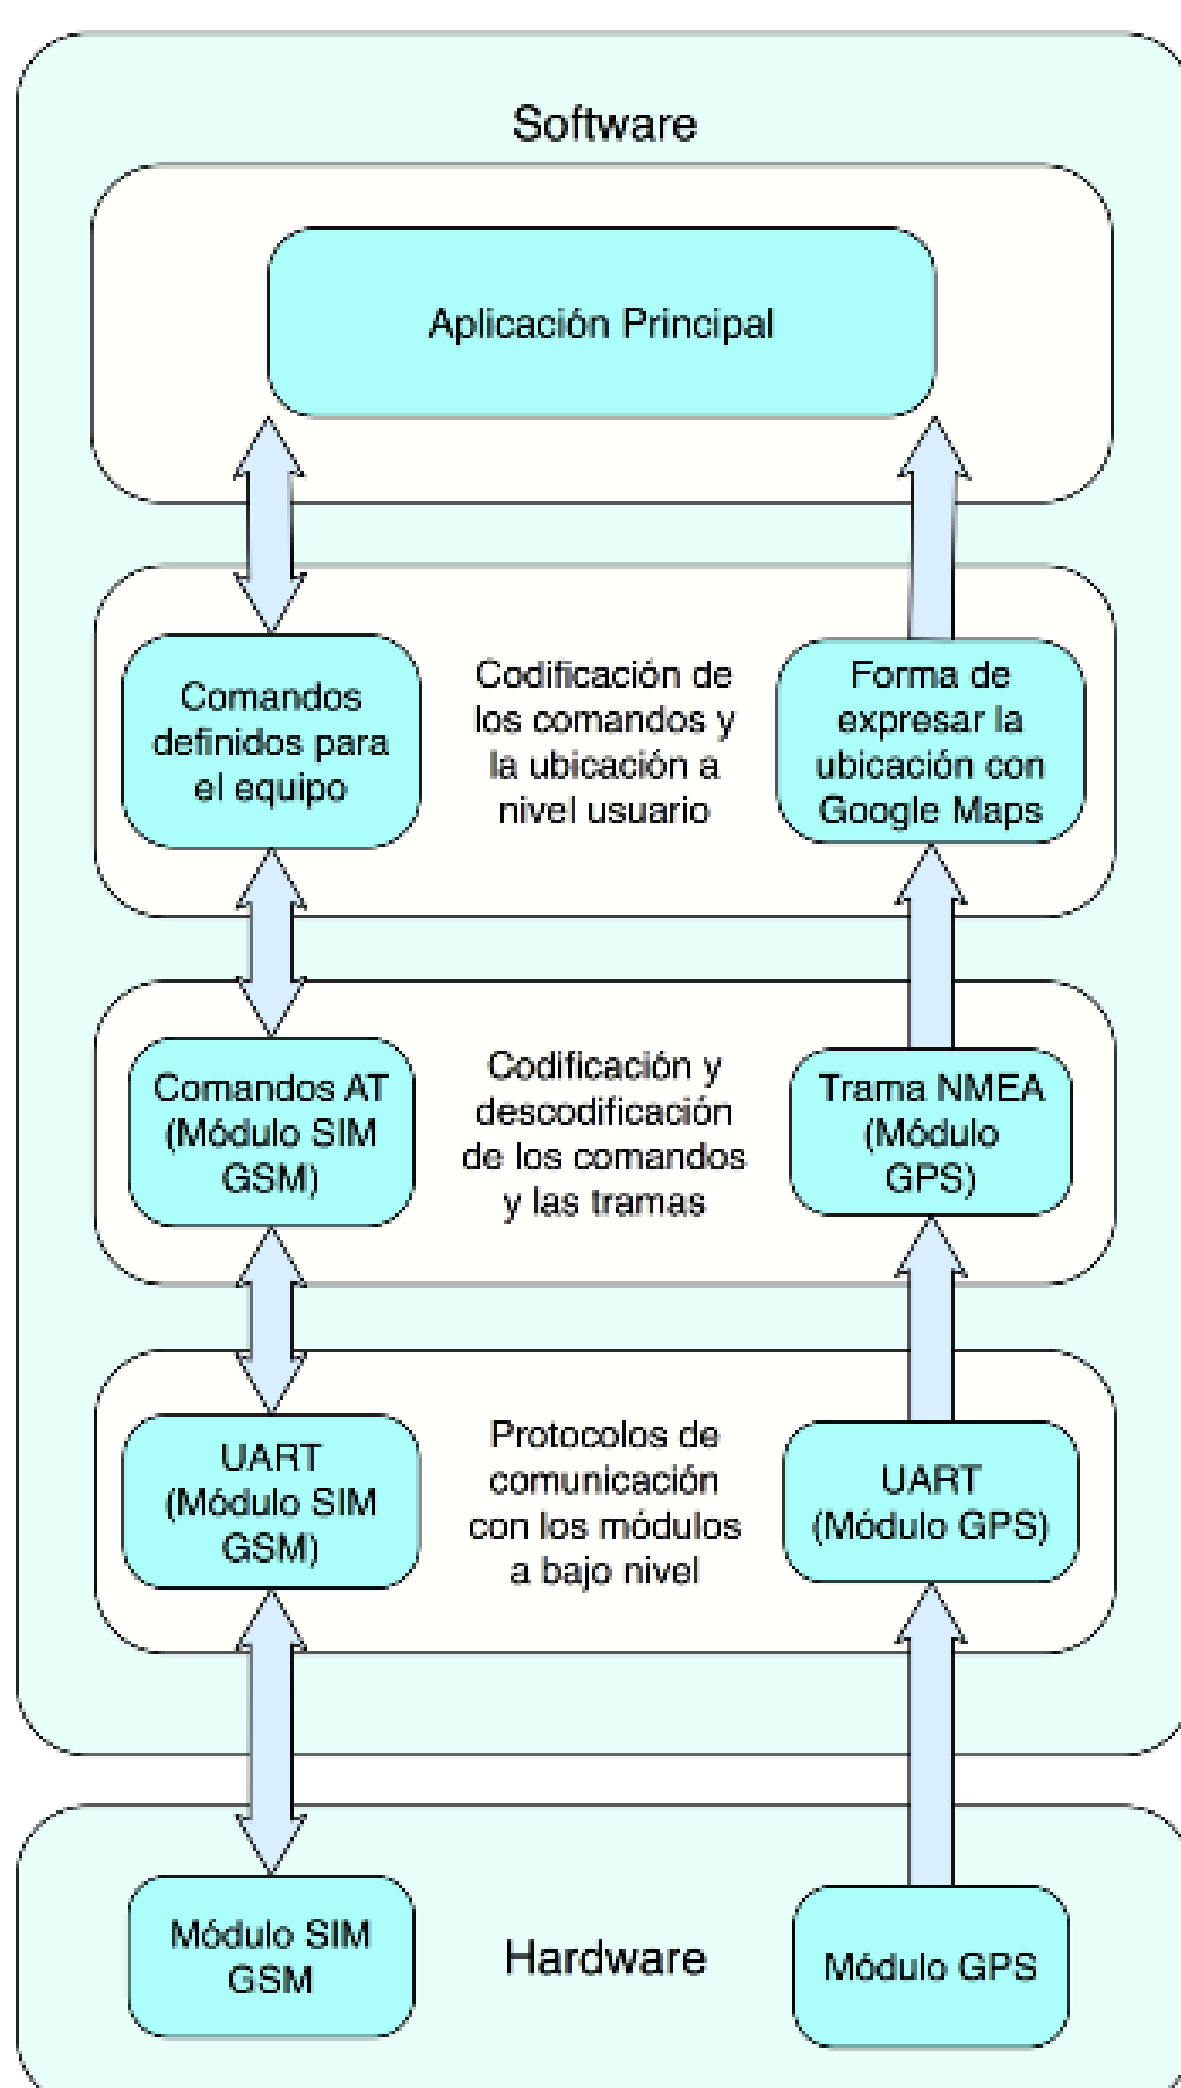 Software
Aplicación Principal
Comandos
definidos para
el equipo
Codificación de
los comandos y
la ubicación a
nivel usuario
Forma de
expresar la
ubicación con
Google Maps
Comandos AT
(Módulo SIM
GSM)
Codificación y
descodificación
de los comandos
y las tramas
Trama NMEA
(Módulo
GPS)
UART
(Módulo SIM
GSM)
Protocolos de
comunicación
con los módulos
a bajo nivel
UART
(Módulo GPS)
Módulo SIM
GSM
Hardware
Módulo GPS